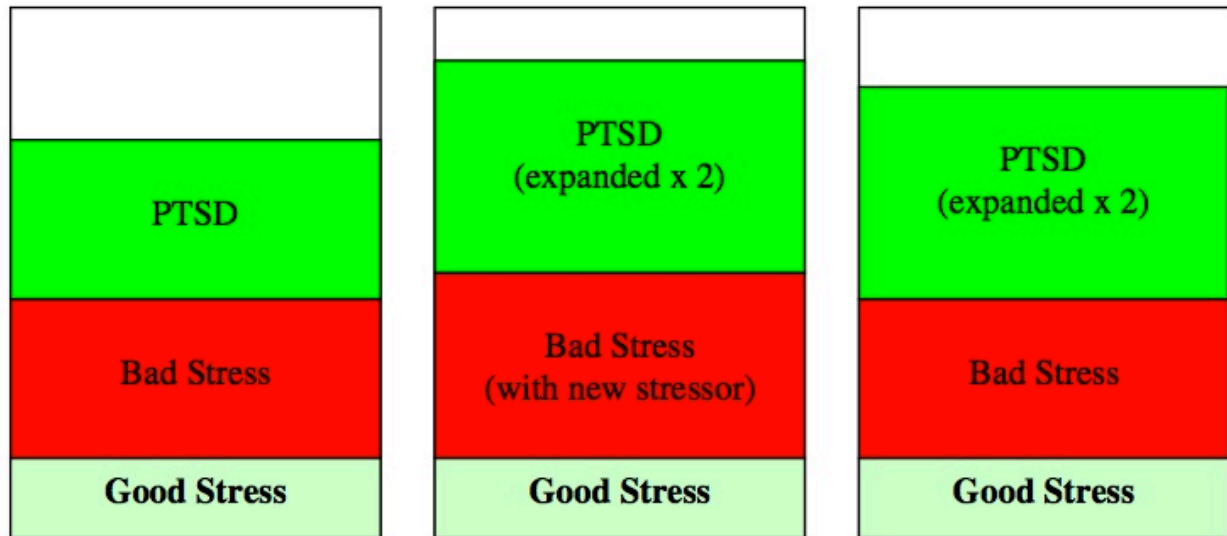 PTSD
Bad Stress
Good Stress
PTSD
(expanded x 2)
Bad Stress
(with new stressor)
Good Stress
PTSD
(expanded x 2)
Bad Stress
Good Stress